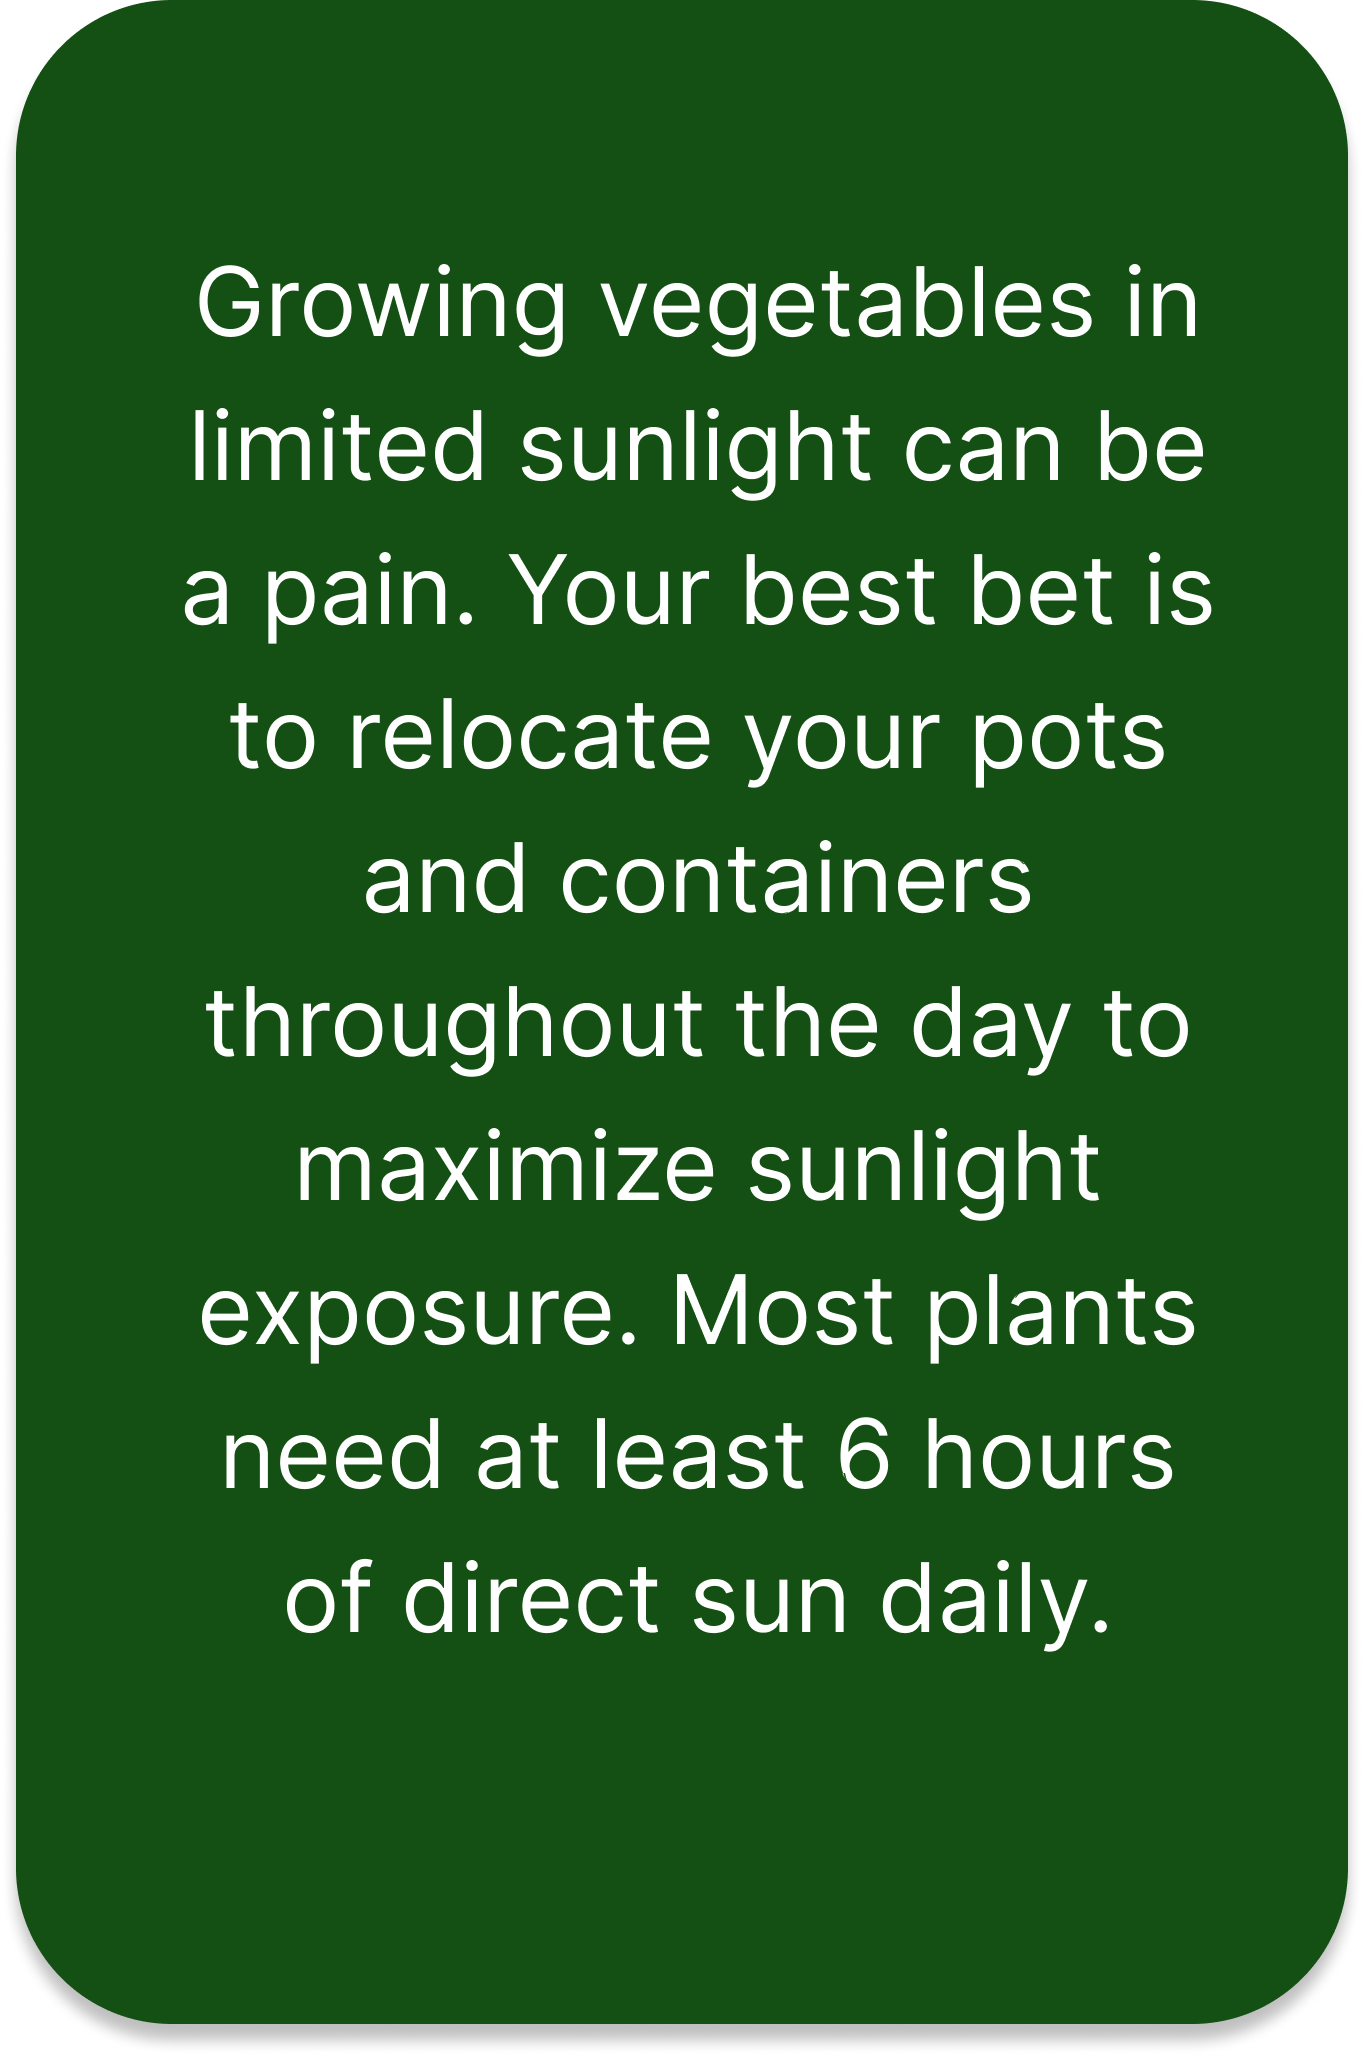 Growing vegetables in
limited sunlight can be
a pain. Your best bet is
to relocate your pots
and containers
throughout the day to
maximize sunlight
exposure. Most plants
need at least 6 hours
of direct sun daily.